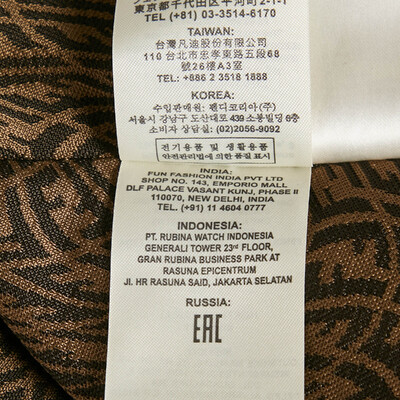 東京都千代田区平河町2-1-1
TEL. (+81) 03-3514-6170
TAIWAN:
台灣凡迪股份有限公司
110 台北市忠孝東路五段68
號26樓A3室
TEL: +886 2 3518 1888
KOREA:
수입판매원: 펜디코리아(주)
서울시 강남구 도산대로 439 소봉빌딩 6층
소비자 상담실: (02)2056-9092
전기용품 및 생활용품
안전관리법에 의한 품질 표시
INDIA:
FUN FASHION INDIA PVT LTD
SHOP NO. 143, EMPORIO MALL
DLF PALACE VASANT KUNJ, PHASE II
110070, NEW DELHI, INDIA
TEL. (+91) 11 4604 0777
INDONESIA:
PT. RUBINA WATCH INDONESIA
GENERALI TOWER 23rd FLOOR,
GRAN RUBINA BUSINESS PARK AT
RASUNA EPICENTRUM
JL. HR RASUNA SAID, JAKARTA SELATAN
RUSSIA:
EAC